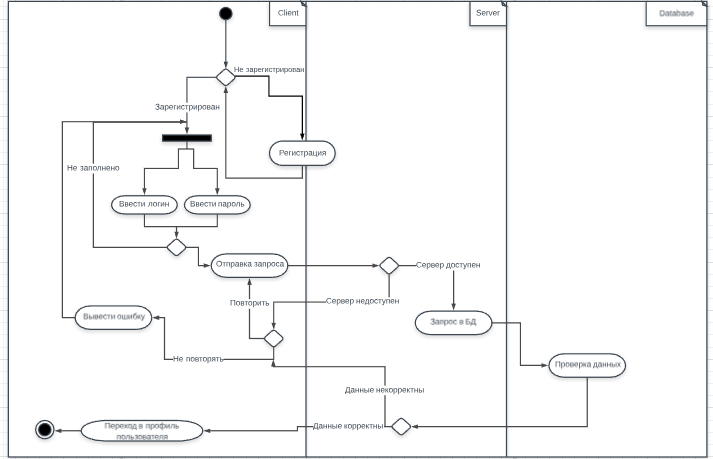 Client
Server
Database
Не зарегистрирован
Зарегистрирован
Регистрация
Не заполнено
Ввести логин
Ввести пароль
Отправка запроса
Сервер доступен
Повторить
Сервер недоступен
Вывести ошибку
Запрос в БД
Не повторять
Проверка данных
Данные некорректны
Данные корректны
Переход в профиль
пользователя